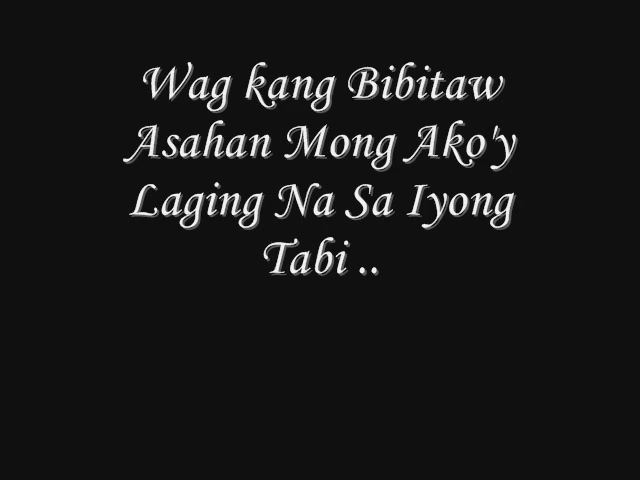 Wag kang Bibitaw
Asahan Mong Ako'y
Laging Na Sa Iyong
Tabi ..